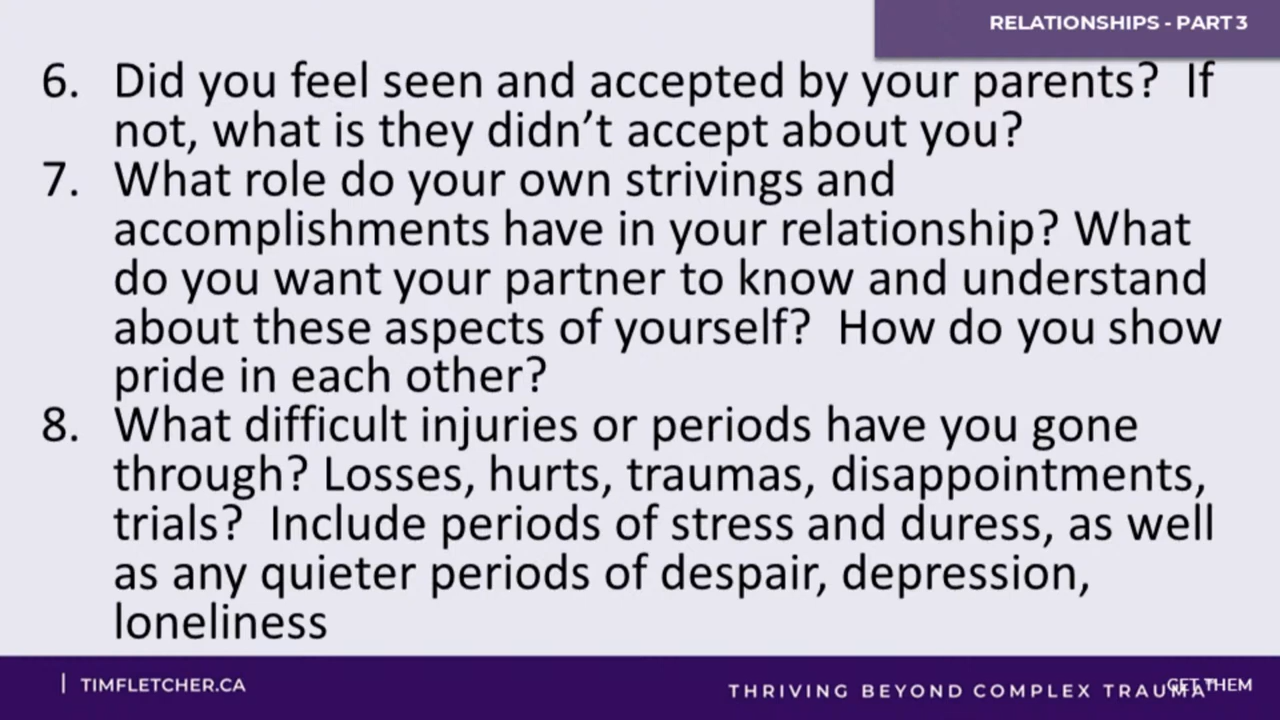 RELATIONSHIPS - PART 3
6. Did you feel seen and accepted by your parents? If
not, what is they didn't accept about you?
7. What role do your own strivings and
accomplishments have in your relationship? What
do you want your partner to know and understand
about these aspects of yourself? How do you show
pride in each other?
8. What difficult injuries or periods have you gone
through? Losses, hurts, traumas, disappointments,
trials? Include periods of stress and duress, as well
as any quieter periods of despair, depression,
loneliness
| TIMFLETCHER.CA
THRIVING BEYOND COMPLEX TRAUMA
GET THEM